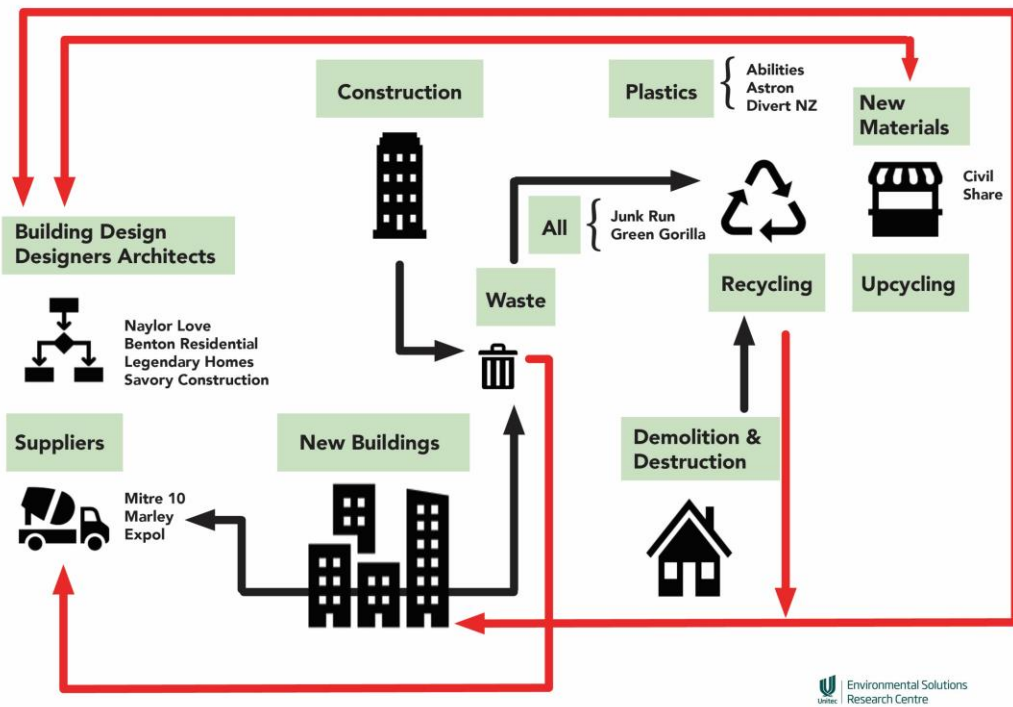 Construction
Plastics
Abilities
Astron
Divert NZ
New
Materials
Civil
Share
All
Junk Run
Green Gorilla
Building Design
Designers Architects
Naylor Love
Benton Residential
Legendary Homes
Savory Construction
Waste
Recycling
Upcycling
Suppliers
Mitre 10
Marley
Expol
New Buildings
Demolition &
Destruction
Unitec
Environmental Solutions
Research Centre